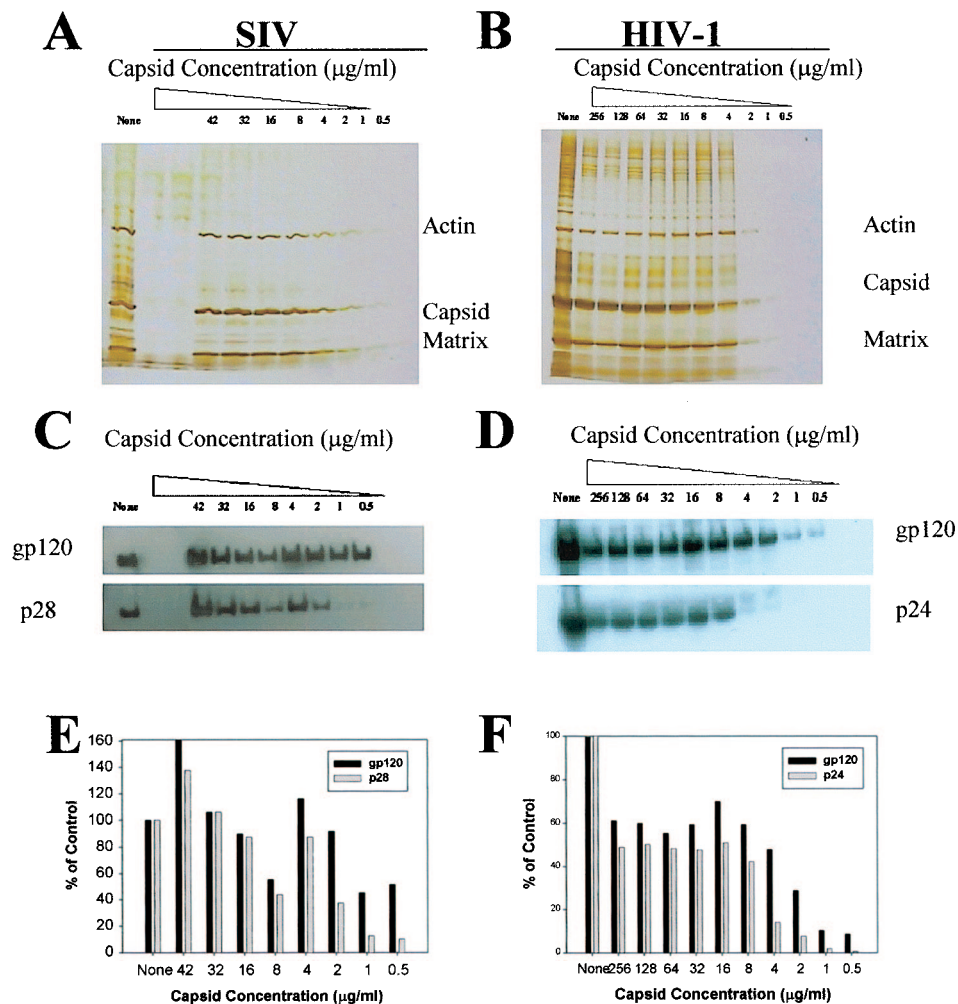 A
SIV
Capsid Concentration (µg/ml)
None 42 32 16 8 4 2 1 0.5
Actin
Capsid
Matrix
B
HIV-1
Capsid Concentration (µg/ml)
None 256 128 64 32 16 8 4 2 1 0.5
Actin
Capsid
Matrix
C
Capsid Concentration (µg/ml)
None 42 32 16 8 4 2 1 0.5
gp120
p28
D
Capsid Concentration (µg/ml)
None 256 128 64 32 16 8 4 2 1 0.5
gp120
p24
E
160
140
120
100
80
60
40
20
0
% of Control
gp120
p28
None 42 32 16 8 4 2 1 0.5
Capsid Concentration (µg/ml)
F
100
80
60
40
20
0
% of Control
gp120
p24
None 256 128 64 32 16 8 4 2 1 0.5
Capsid Concentration (µg/ml)